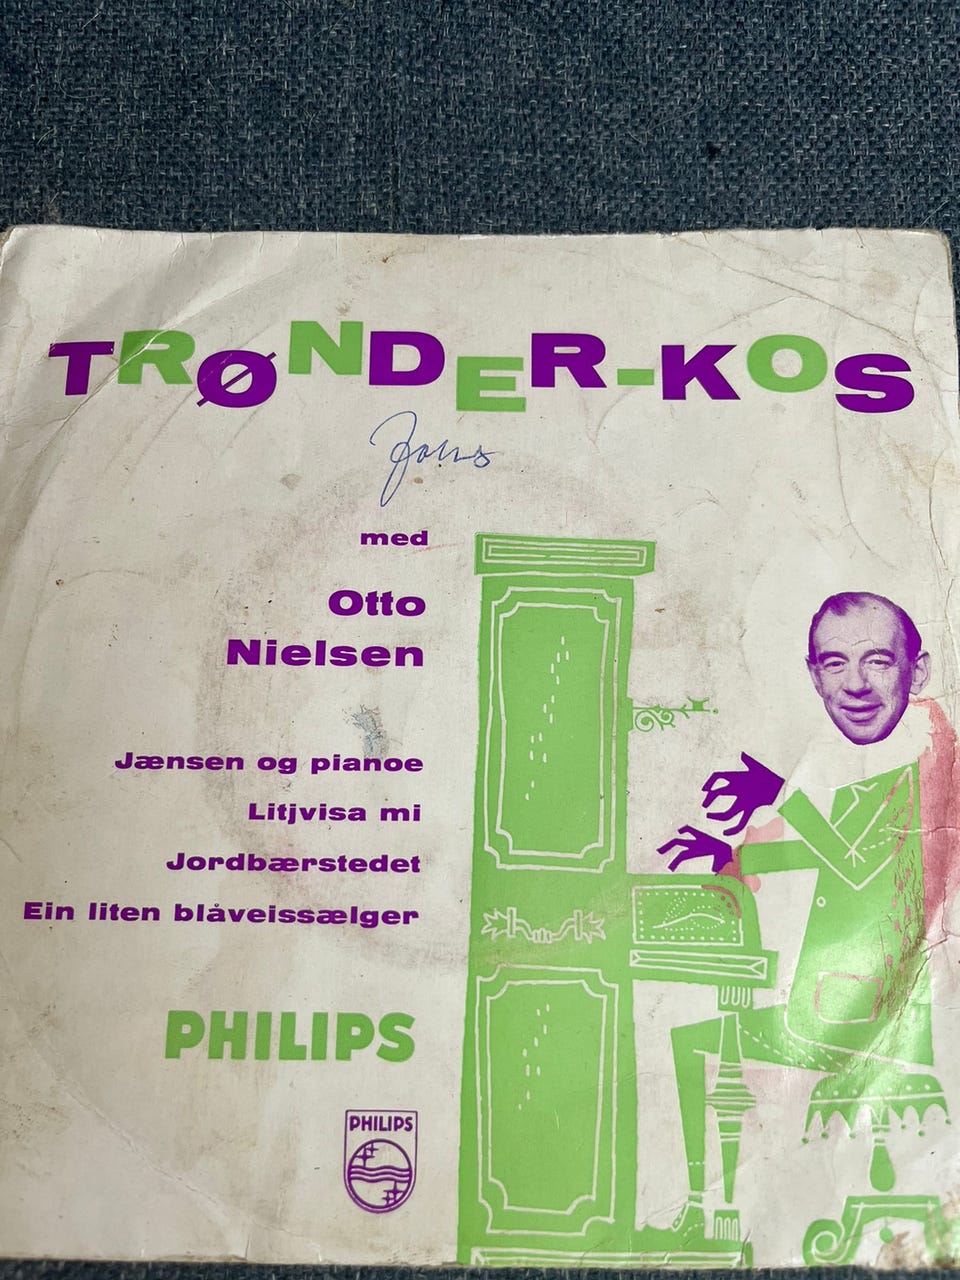 TRØNDER-KOS
med
Otto
Nielsen
Jænsen og pianoe
Litjvisa mi
Jordbærstedet
Ein liten blåveissælger
PHILIPS
PHILIPS